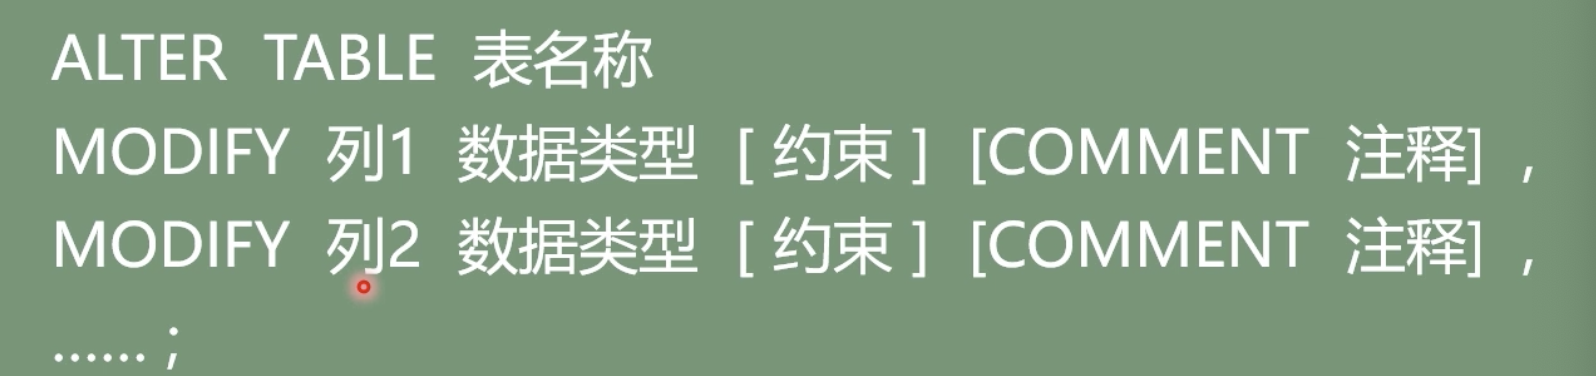 ALTER TABLE 表名称
MODIFY 列1 数据类型 [ 约束 ] [COMMENT 注释] ,
MODIFY 列2 数据类型 [ 约束 ] [COMMENT 注释] ,
...... ;